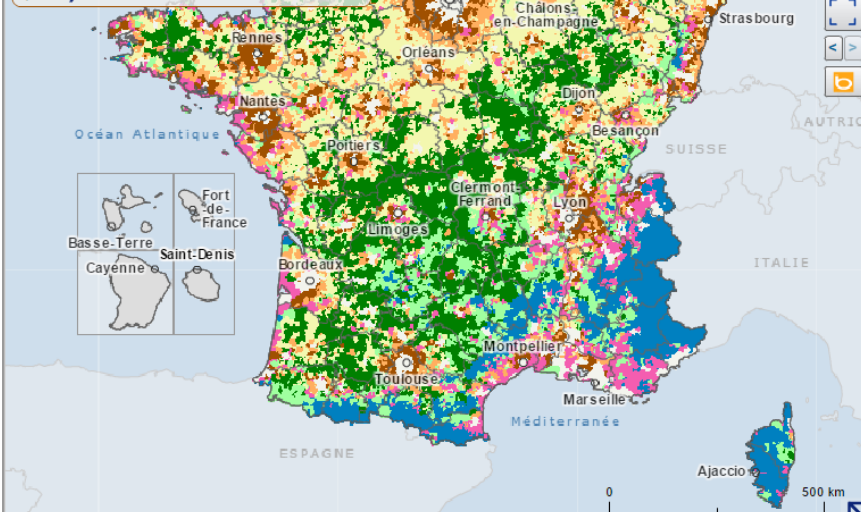 Châlons-
en-Champagne
Strasbourg
Rennes
Orléans
< >
Dijon
Nantes
Océan Atlantique
Besançon
AUTRIC
Poitiers
SUISSE
Clermont-
Ferrand
Fort
-de-
France
Lyon
Limoges
Basse-Terre
Saint-Denis
Cayenne
Bordeaux
ITALIE
Montpellier
Toulouse
Marseille
Méditerranée
ESPAGNE
Ajaccio
0
500 km